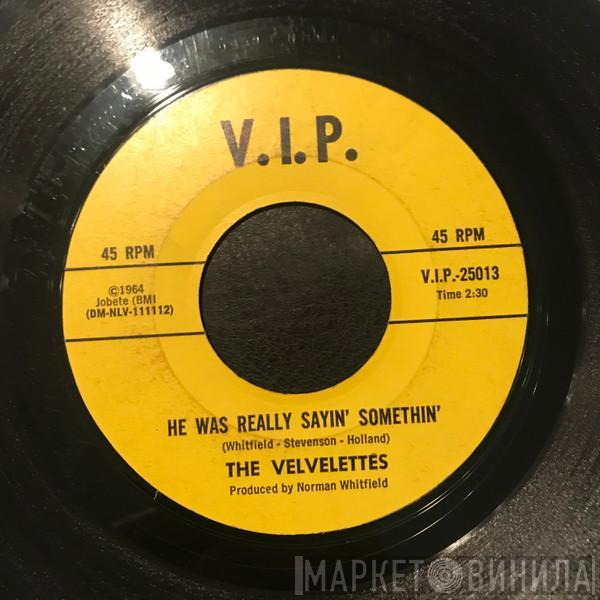 V.I.P.
45 RPM
45 RPM
©1964
Jobete (BMI
(DM-NLV-111112)
V.I.P.-25013
Time 2:30
HE WAS REALLY SAYIN' SOMETHIN'
(Whitfield - Stevenson - Holland)
THE VELVELETTES
Produced by Norman Whitfield
МАРКЕТ ВИНИЛА